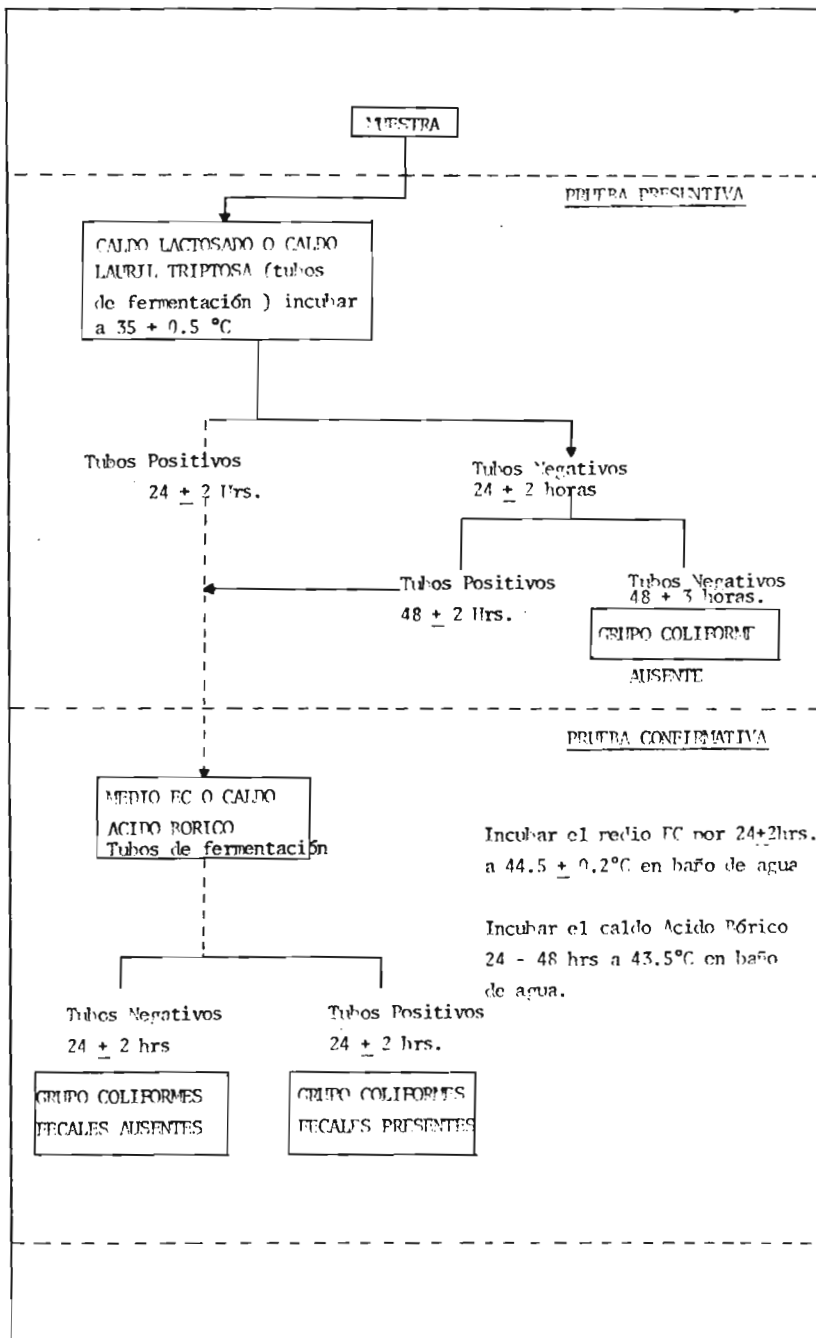 MUESTRA
PRUEBA PRESUNTIVA
CALDO LACTOSADO O CALDO
LAURIL TRIPTOSA (tubos
de fermentación ) incubar
a 35 + 0.5 °C
Tubos Positivos
24 ± 2 Hrs.
Tubos Negativos
24 ± 2 horas
Tubos Positivos
48 ± 2 Hrs.
Tubos Negativos
48 + 3 horas.
GRUPO COLIFORME
AUSENTE
PRUEBA CONFIRMATIVA
MEDIO EC O CALDO
ACIDO BORICO
Tubos de fermentación
Incubar el medio EC por 24±2hrs.
a 44.5 ± 0.2°C en baño de agua
Incubar el caldo Acido Bórico
24 - 48 hrs a 43.5°C en baño
de agua.
Tubos Negativos
24 ± 2 hrs
Tubos Positivos
24 ± 2 hrs.
GRUPO COLIFORMES
FECALES AUSENTES
GRUPO COLIFORMES
FECALES PRESENTES